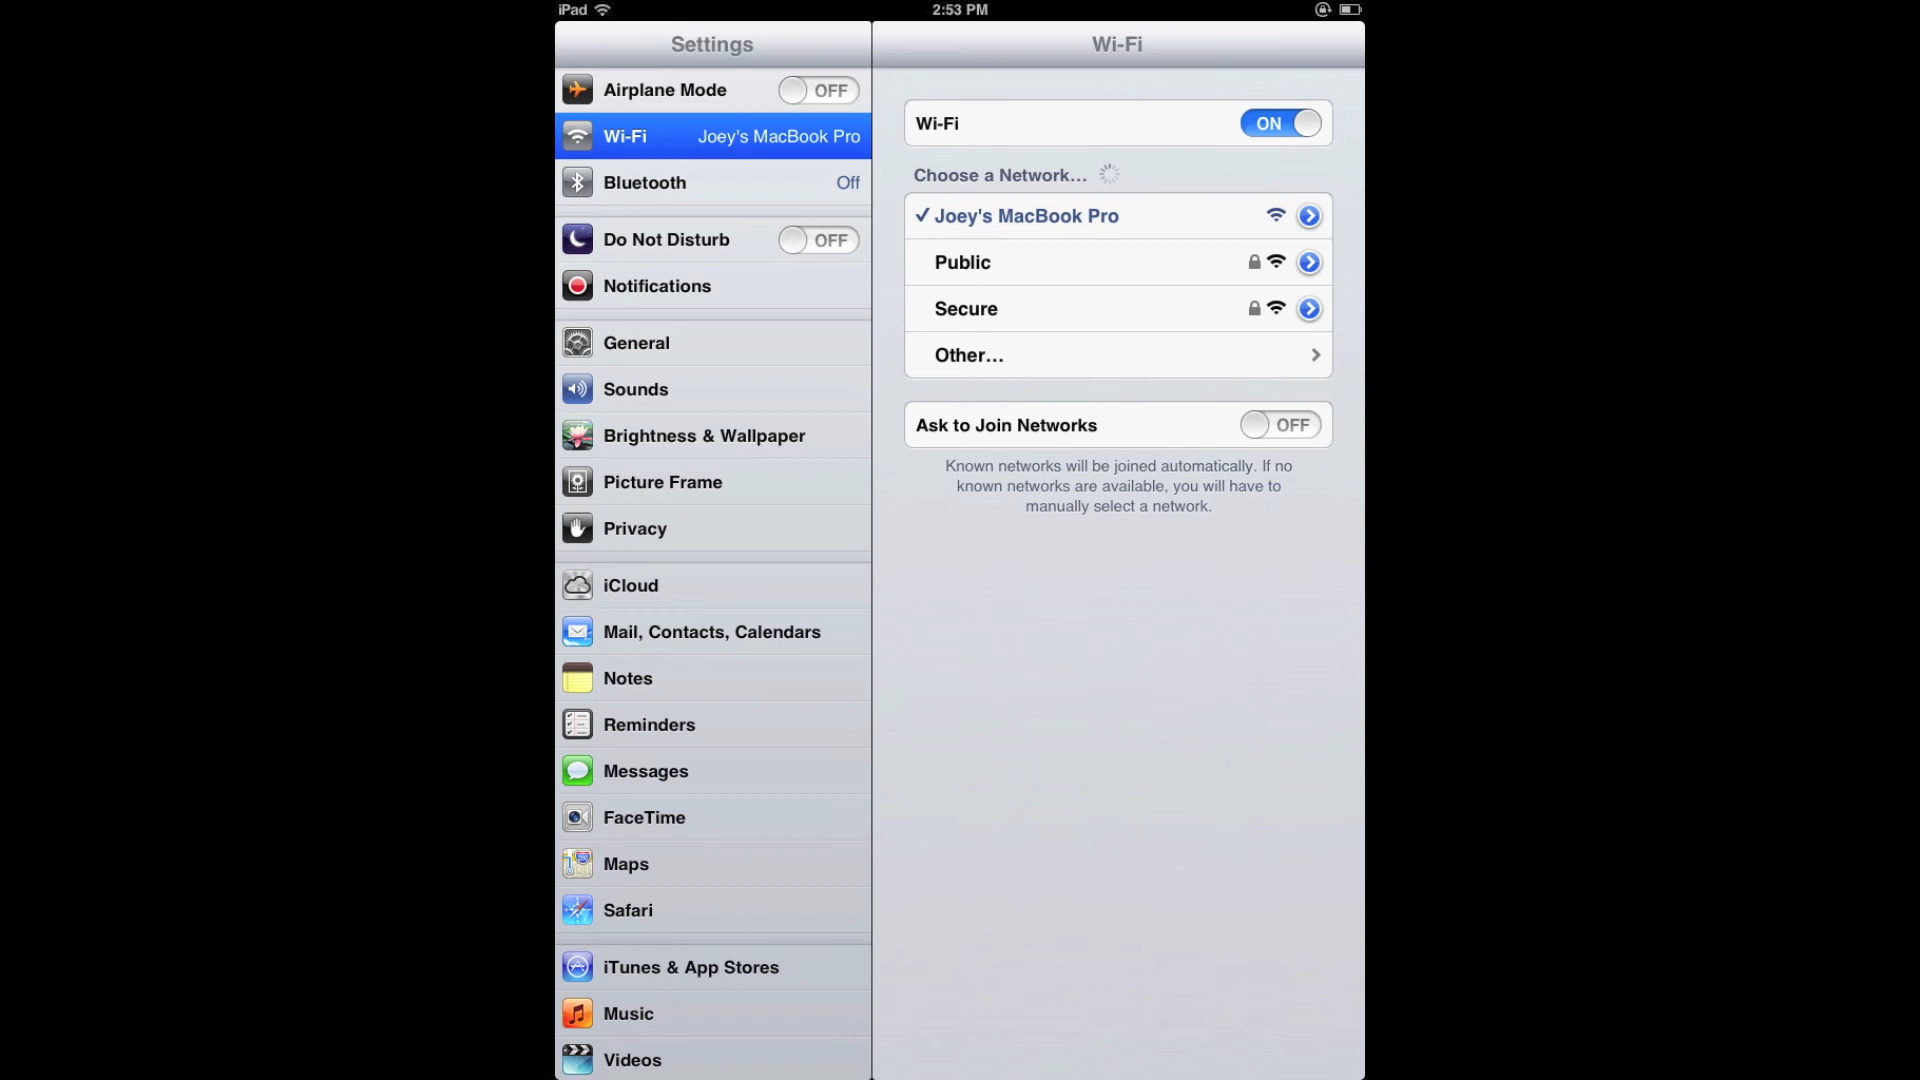 iPad
2:53 PM
Settings
Airplane Mode OFF
Wi-Fi Joey's MacBook Pro
Bluetooth Off
Do Not Disturb OFF
Notifications
General
Sounds
Brightness & Wallpaper
Picture Frame
Privacy
iCloud
Mail, Contacts, Calendars
Notes
Reminders
Messages
FaceTime
Maps
Safari
iTunes & App Stores
Music
Videos
Wi-Fi
Wi-Fi ON
Choose a Network...
Joey's MacBook Pro
Public
Secure
Other...
Ask to Join Networks OFF
Known networks will be joined automatically. If no
known networks are available, you will have to
manually select a network.